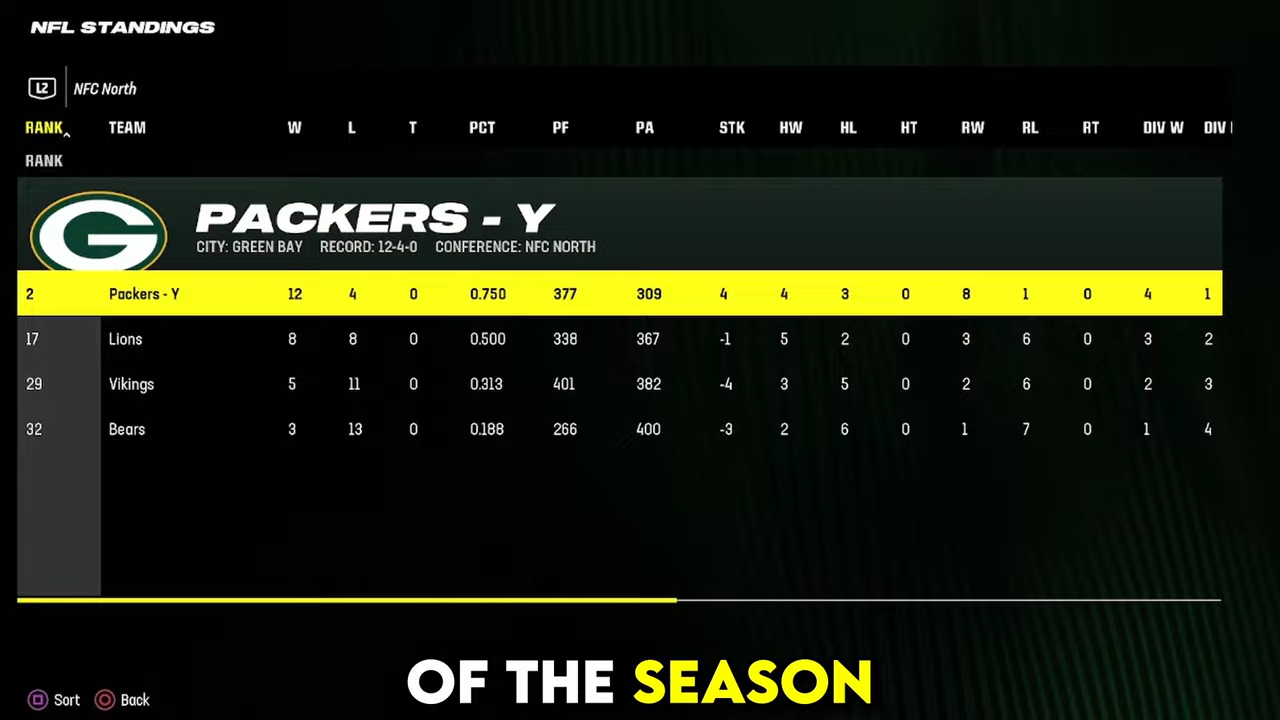 NFL STANDINGS
L2 NFC North
RANK TEAM W L T PCT PF PA STK HW HL HT RW RL RT DIV W DIV
RANK
G
PACKERS - Y
CITY: GREEN BAY RECORD: 12-4-0 CONFERENCE: NFC NORTH
2 Packers - Y 12 4 0 0.750 377 309 4 4 3 0 8 1 0 4 1
17 Lions 8 8 0 0.500 338 367 -1 5 2 0 3 6 0 3 2
29 Vikings 5 11 0 0.313 401 382 -4 3 5 0 2 6 0 2 3
32 Bears 3 13 0 0.188 266 400 -3 2 6 0 1 7 0 1 4
OF THE SEASON
Sort Back